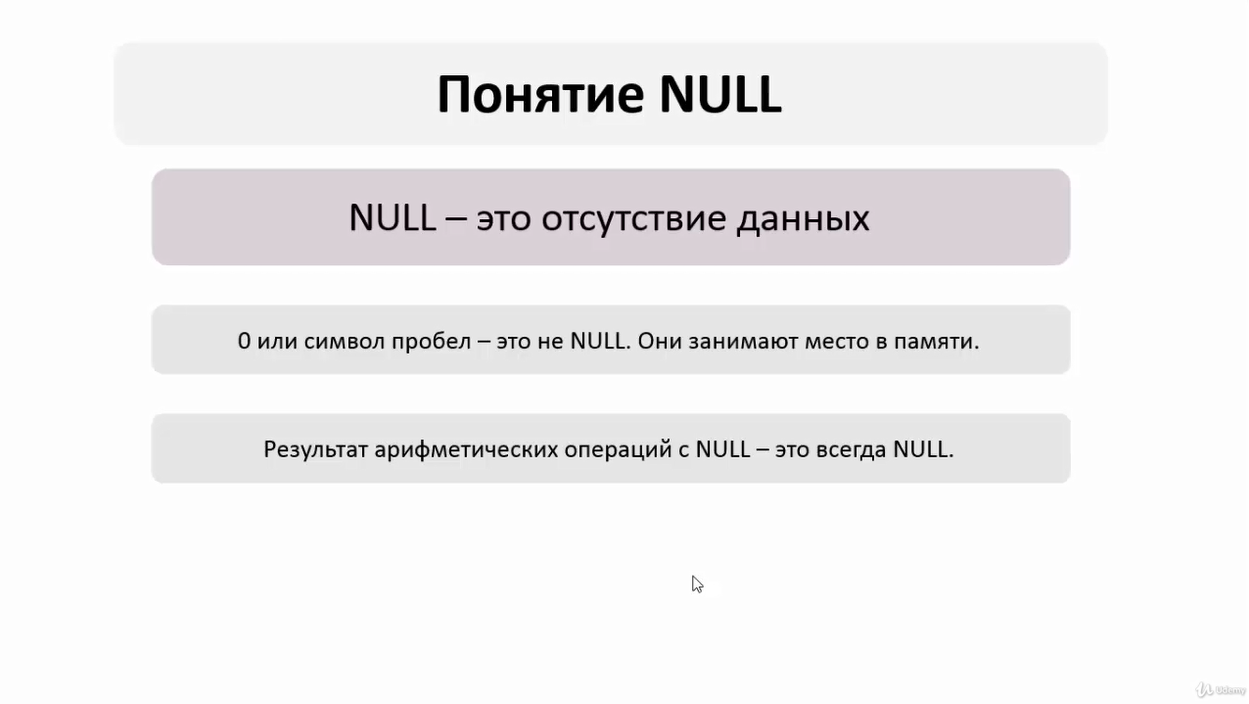 Понятие NULL
NULL – это отсутствие данных
0 или символ пробел – это не NULL. Они занимают место в памяти.
Результат арифметических операций с NULL – это всегда NULL.
Udemy